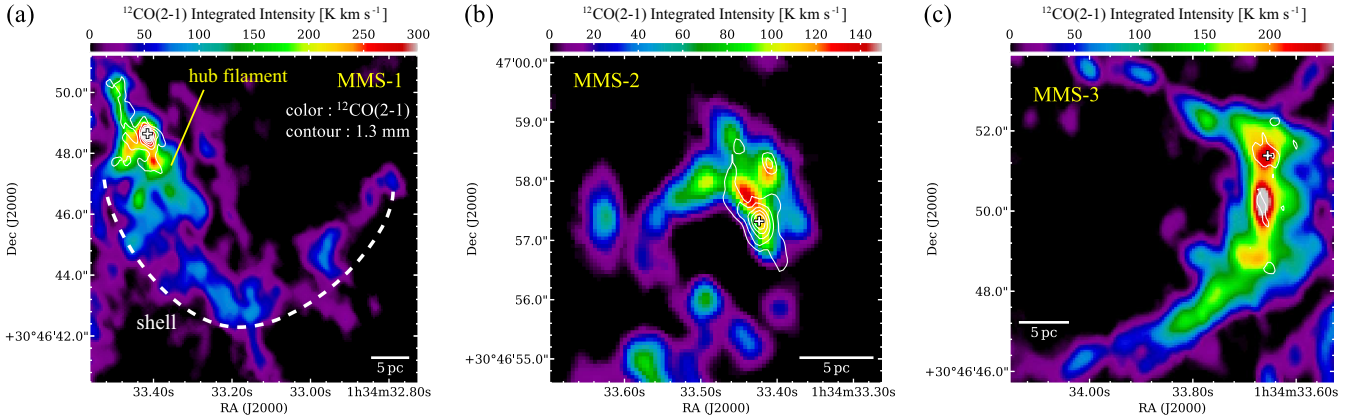 (a)
¹²CO(2-1) Integrated Intensity [K km s⁻¹]
0 50 100 150 200 250 300
hub filament
MMS-1
color : ¹²CO(2-1)
contour : 1.3 mm
shell
5 pc
50.0"
48.0"
46.0"
44.0"
+30°46'42.0"
Dec (J2000)
33.40s 33.20s 33.00s 1h34m32.80s
RA (J2000)
(b)
¹²CO(2-1) Integrated Intensity [K km s⁻¹]
0 20 40 60 80 100 120 140
MMS-2
5 pc
47'00.0"
59.0"
58.0"
57.0"
56.0"
+30°46'55.0"
Dec (J2000)
33.60s 33.50s 33.40s 1h34m33.30s
RA (J2000)
(c)
¹²CO(2-1) Integrated Intensity [K km s⁻¹]
0 50 100 150 200
MMS-3
5 pc
52.0"
50.0"
48.0"
+30°46'46.0"
Dec (J2000)
34.00s 33.80s 1h34m33.60s
RA (J2000)